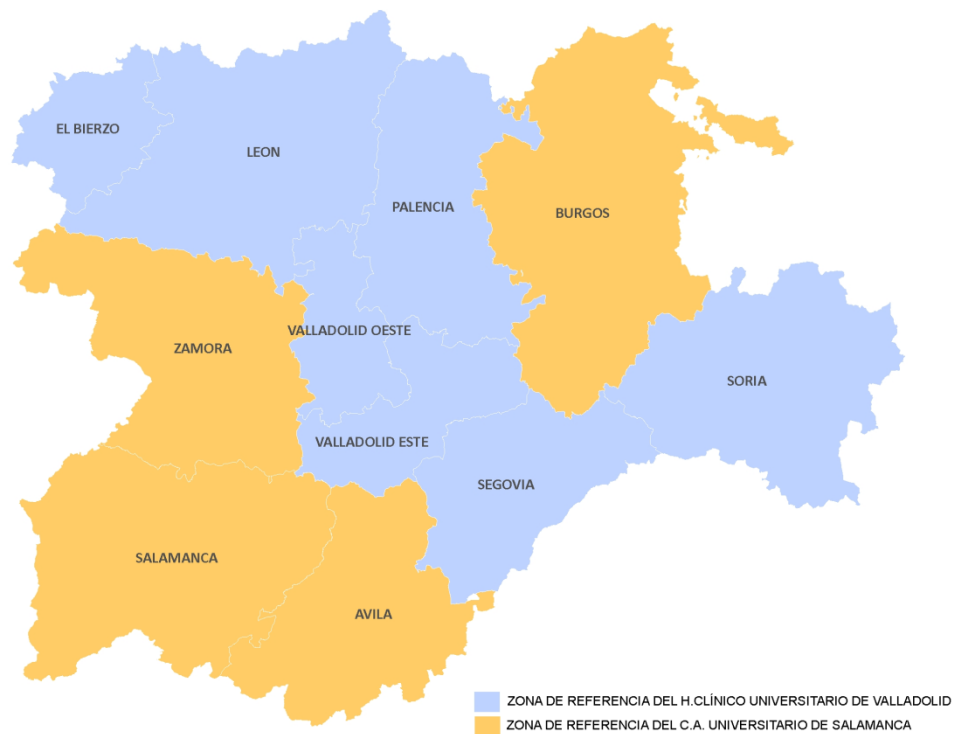 EL BIERZO
LEON
PALENCIA
BURGOS
VALLADOLID OESTE
ZAMORA
SORIA
VALLADOLID ESTE
SEGOVIA
SALAMANCA
AVILA
ZONA DE REFERENCIA DEL H.CLÍNICO UNIVERSITARIO DE VALLADOLID
ZONA DE REFERENCIA DEL C.A. UNIVERSITARIO DE SALAMANCA